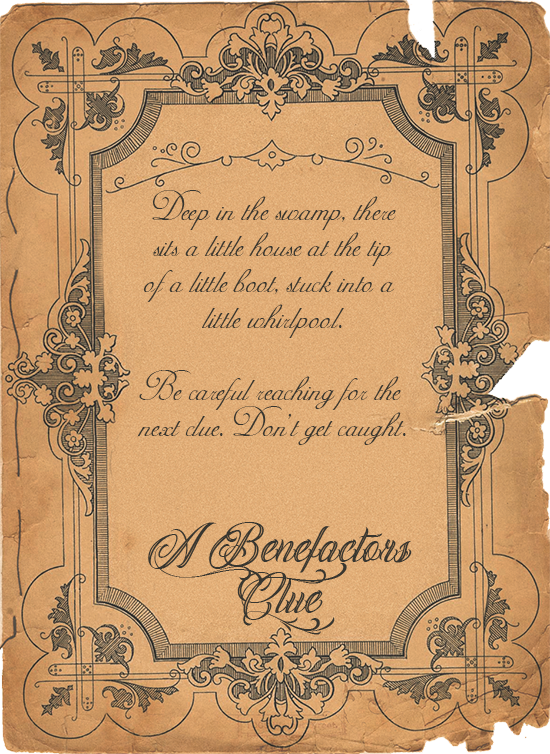 Deep in the swamp, there
sits a little house at the tip
of a little boot, stuck into a
little whirlpool.
Be careful reaching for the
next clue. Don't get caught.
A Benefactors
Clue